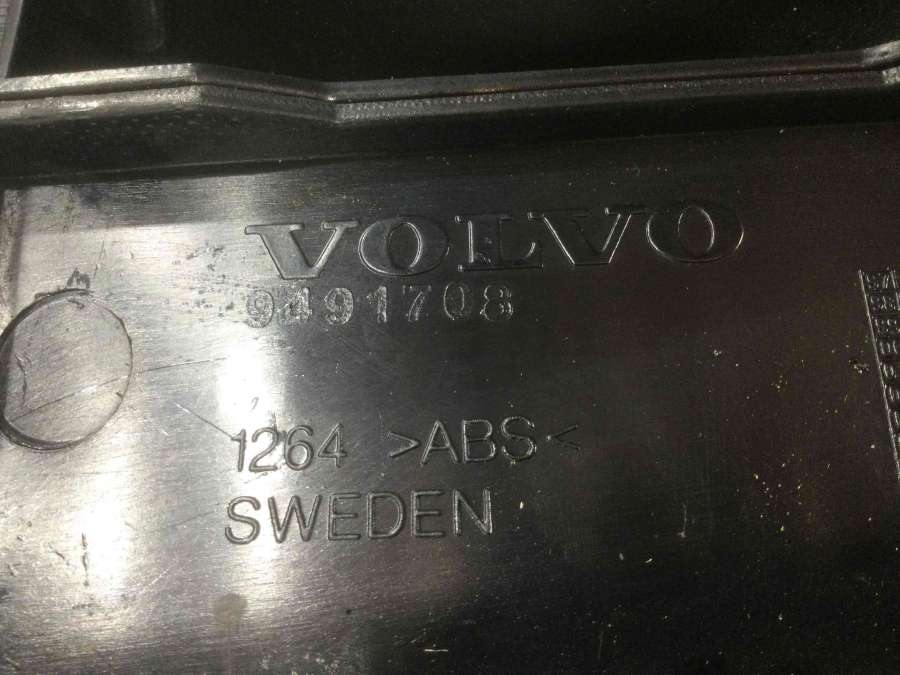 VOLVO
9491708
1264 >ABS<
SWEDEN